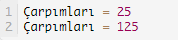 1 Çarpımları = 25
2 Çarpımları = 125